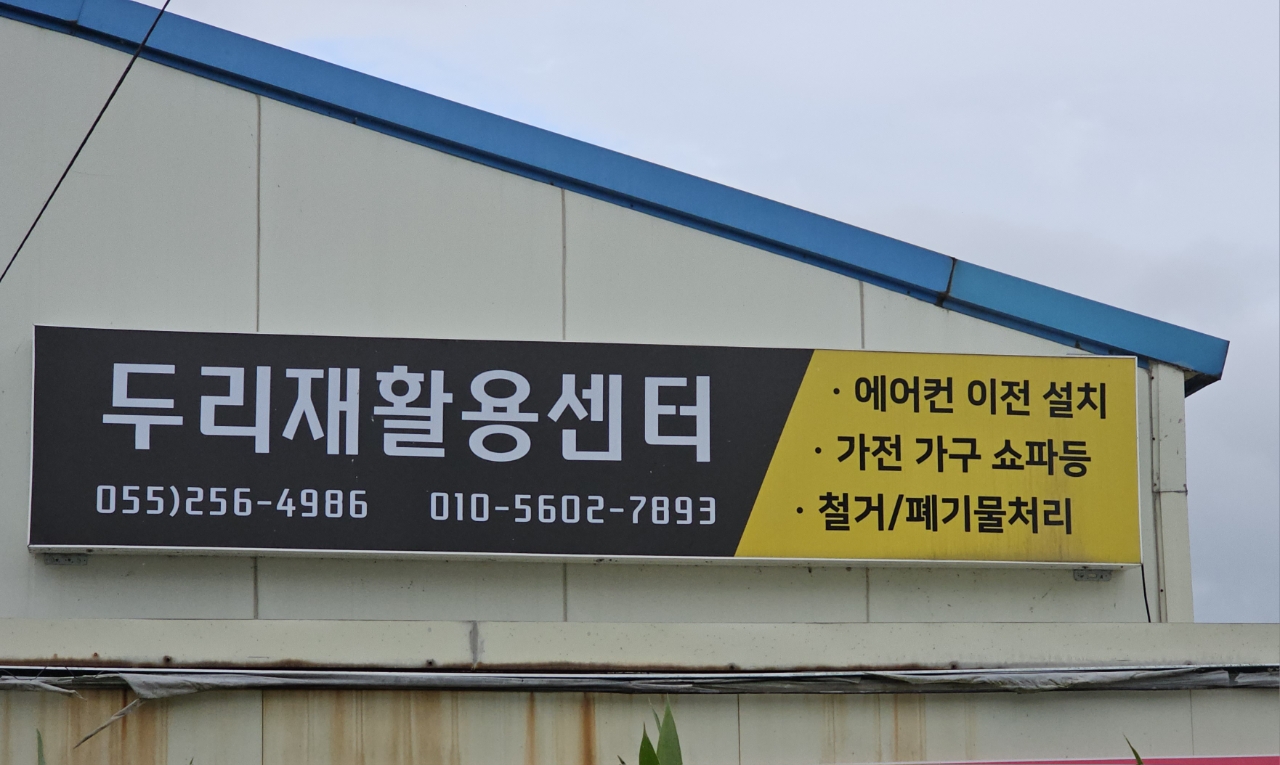 두리재활용센터
055)256-4986 010-5602-7893
· 에어컨 이전 설치
· 가전 가구 쇼파등
· 철거/폐기물처리